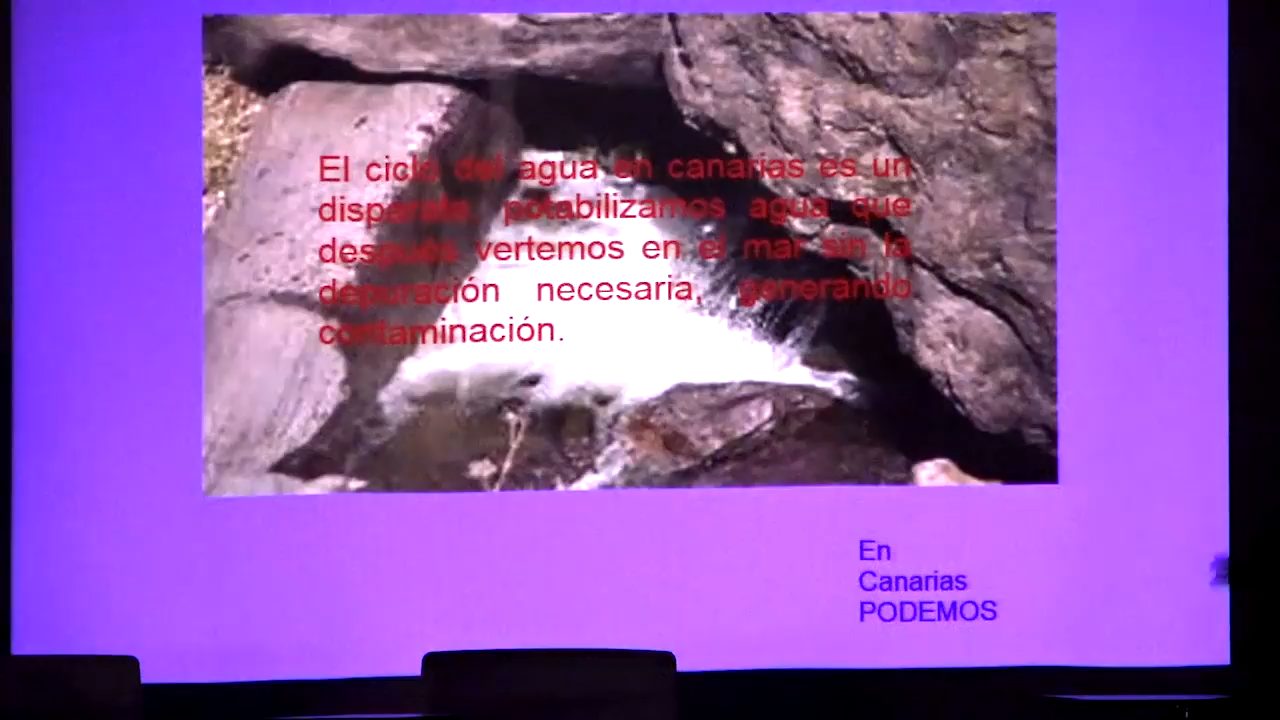 El ciclo del agua en canarias es un
disparate, potabilizamos agua que
después vertemos en el mar sin la
depuración necesaria, generando
contaminación.
En
Canarias
PODEMOS